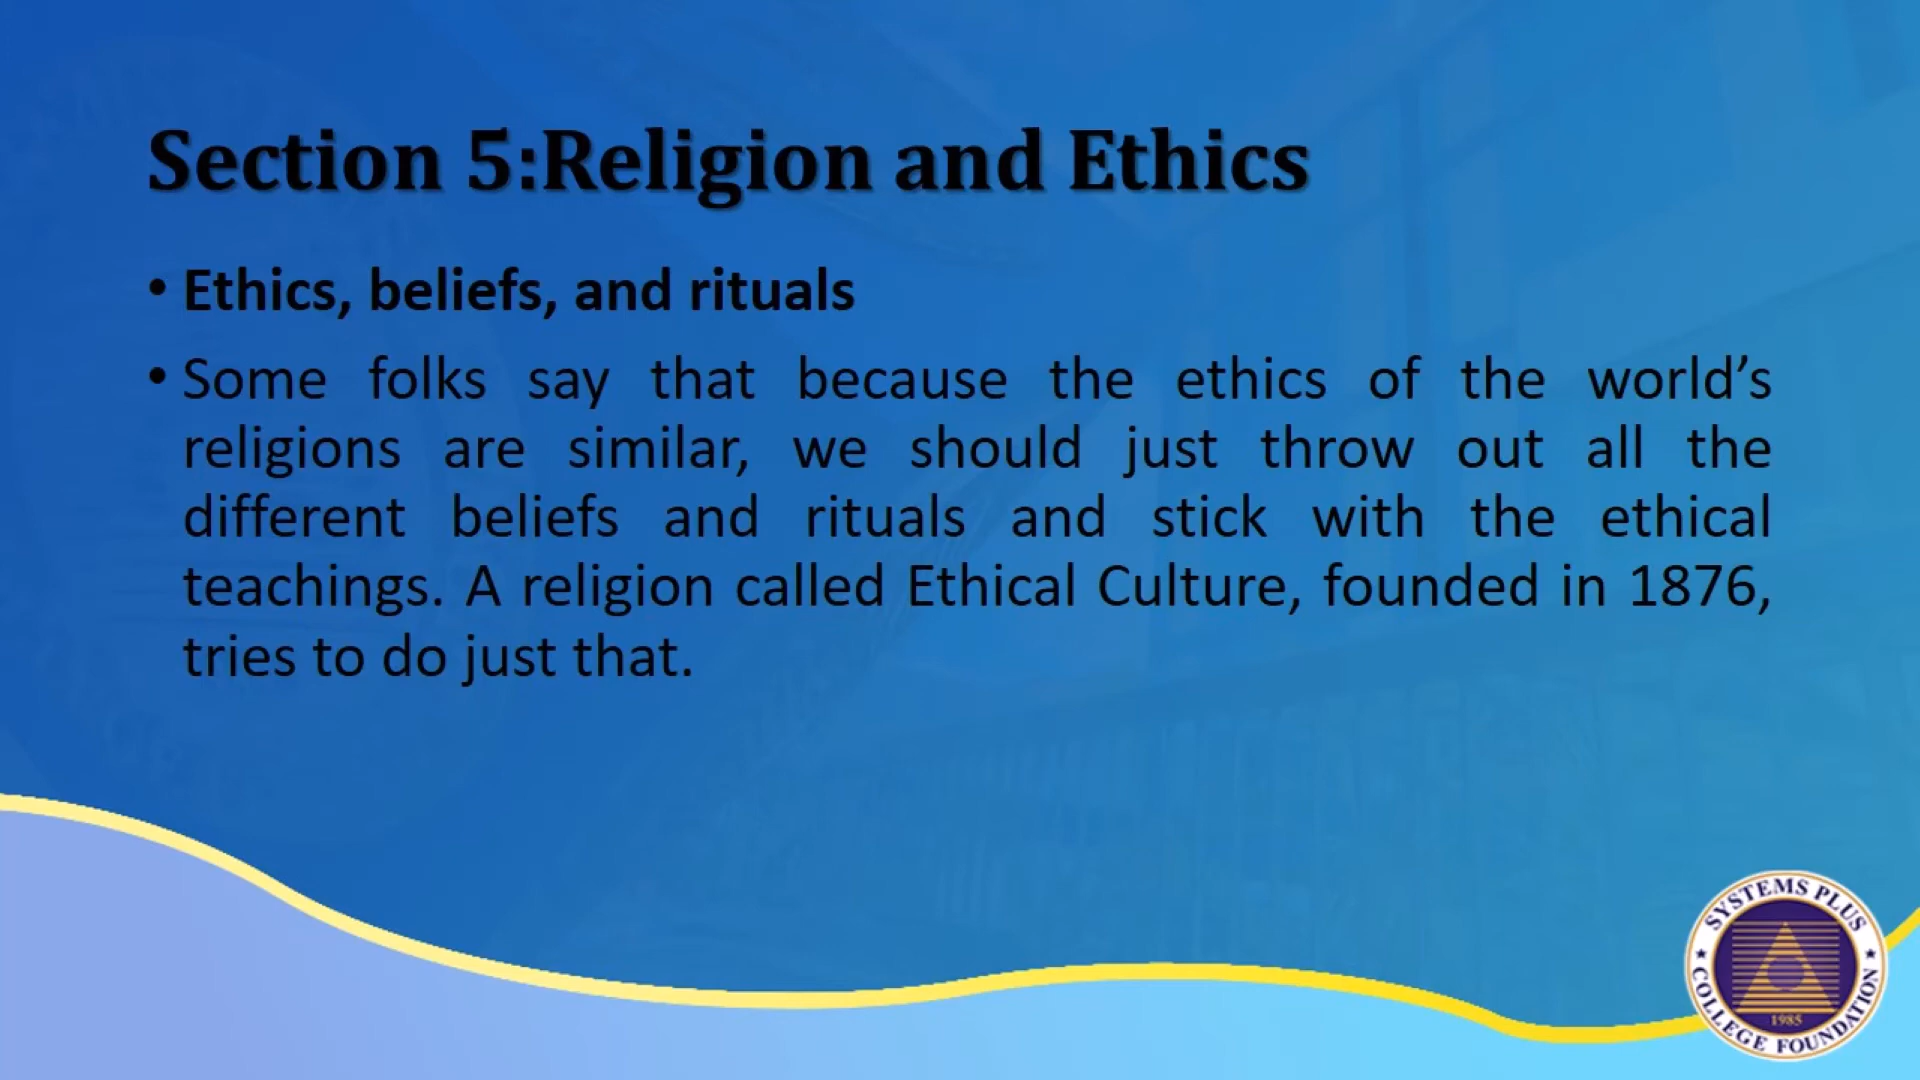 Section 5:Religion and Ethics
• Ethics, beliefs, and rituals
• Some folks say that because the ethics of the world’s
religions are similar, we should just throw out all the
different beliefs and rituals and stick with the ethical
teachings. A religion called Ethical Culture, founded in 1876,
tries to do just that.
SYSTEMS PLUS
COLLEGE FOUNDATION
1985